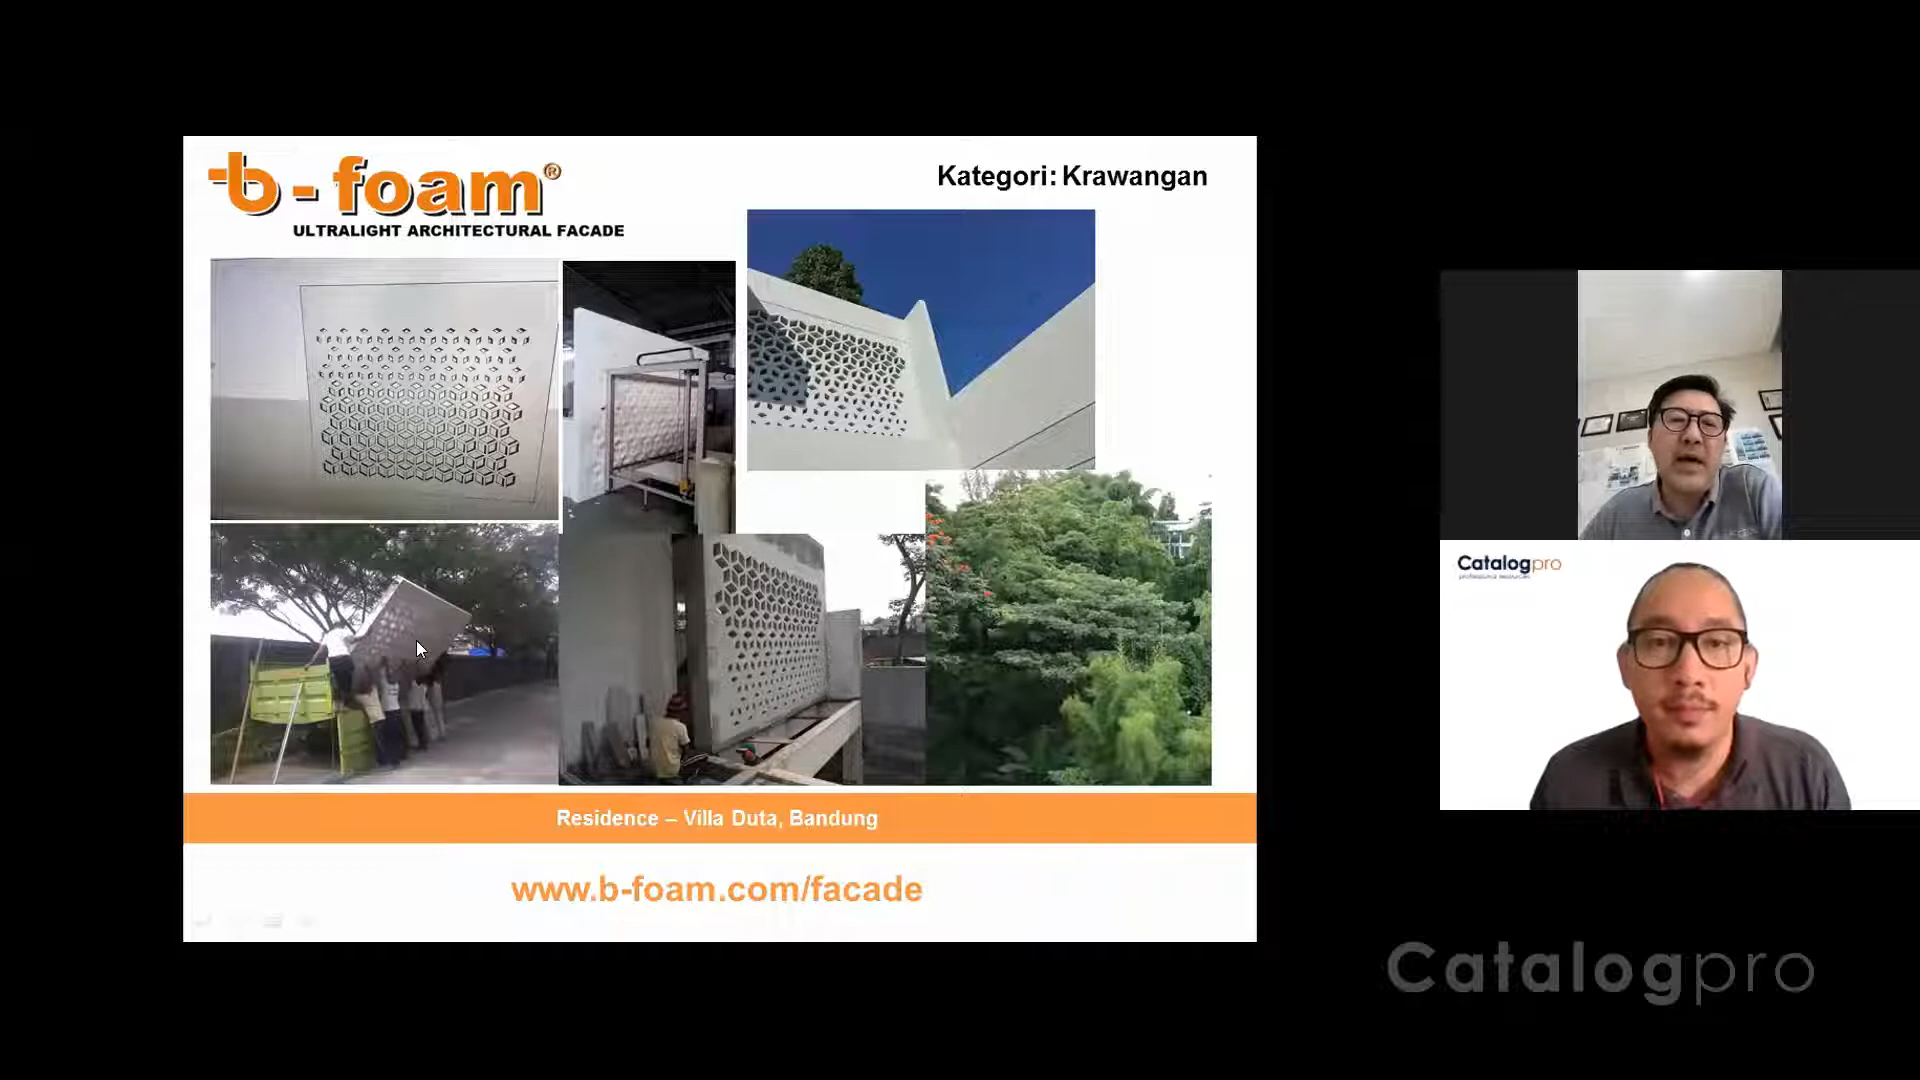 b-foam®
ULTRALIGHT ARCHITECTURAL FACADE
Kategori: Krawangan
Residence – Villa Duta, Bandung
www.b-foam.com/facade
Catalogpro
professional resources
Catalogpro